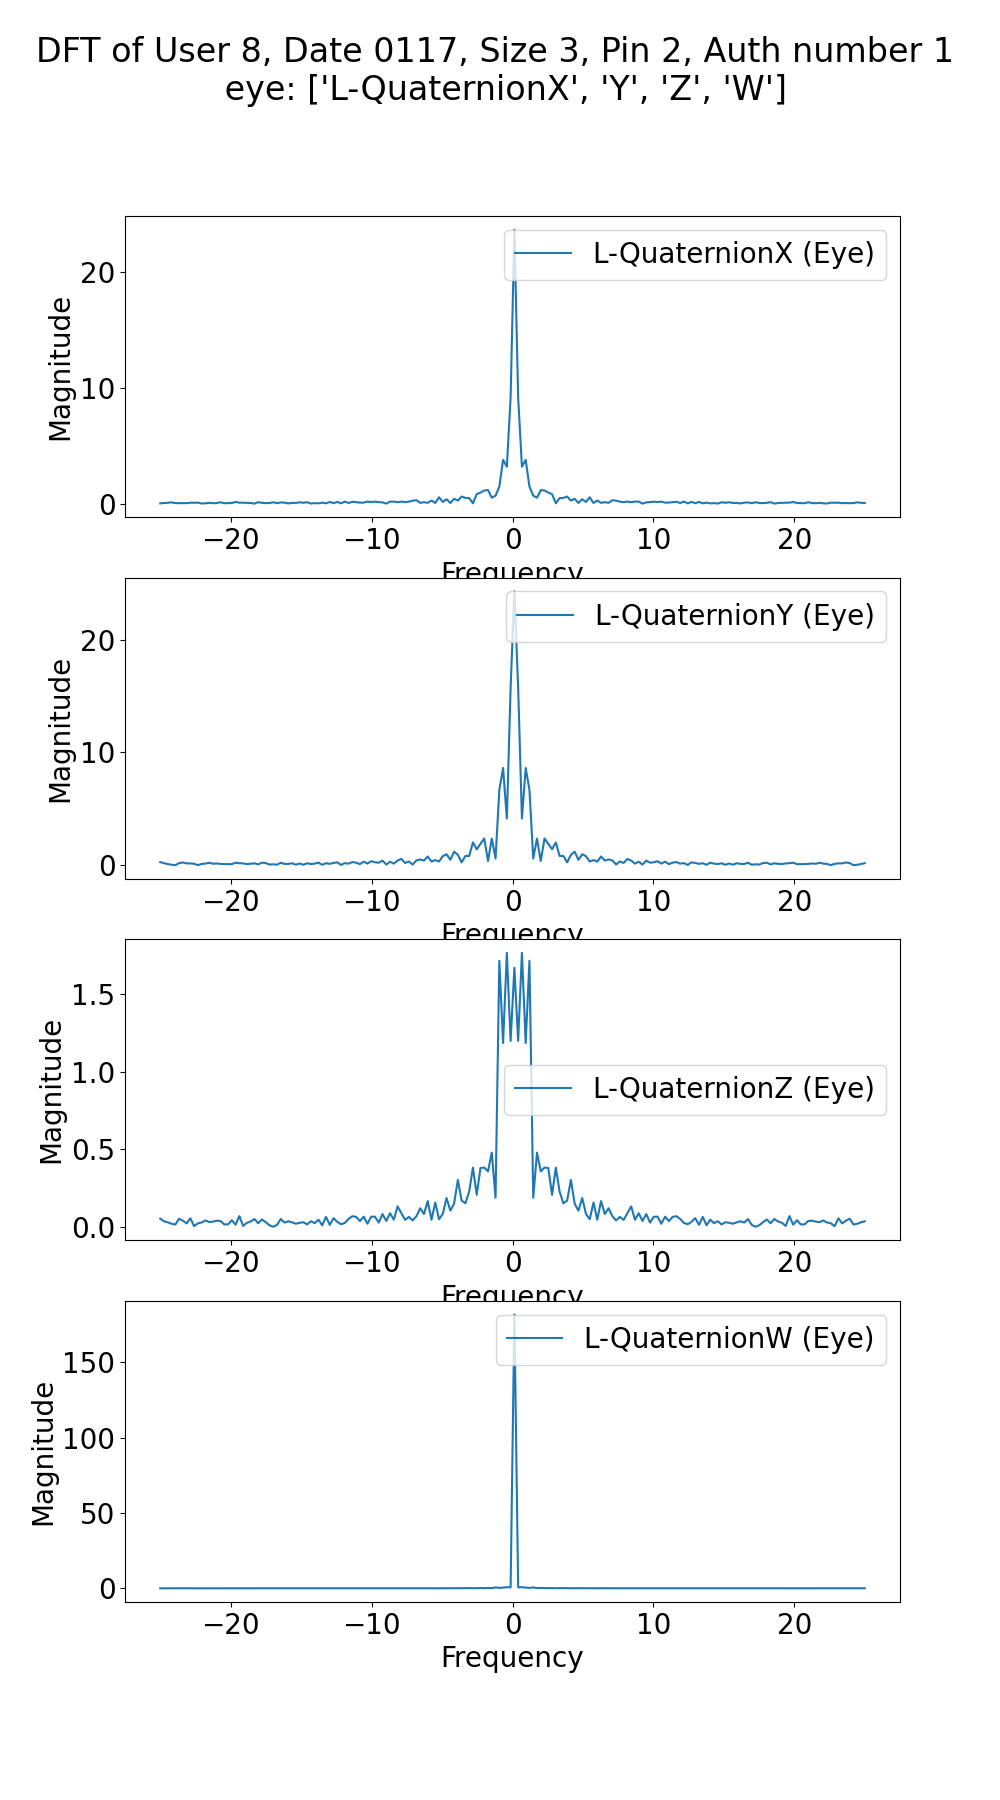 DFT of User 8, Date 0117, Size 3, Pin 2, Auth number 1
eye: ['L-QuaternionX', 'Y', 'Z', 'W']
L-QuaternionX (Eye)
Magnitude
20
10
0
−20 −10 0 10 20
Frequency
L-QuaternionY (Eye)
Magnitude
20
10
0
−20 −10 0 10 20
Frequency
L-QuaternionZ (Eye)
Magnitude
1.5
1.0
0.5
0.0
−20 −10 0 10 20
Frequency
L-QuaternionW (Eye)
Magnitude
150
100
50
0
−20 −10 0 10 20
Frequency